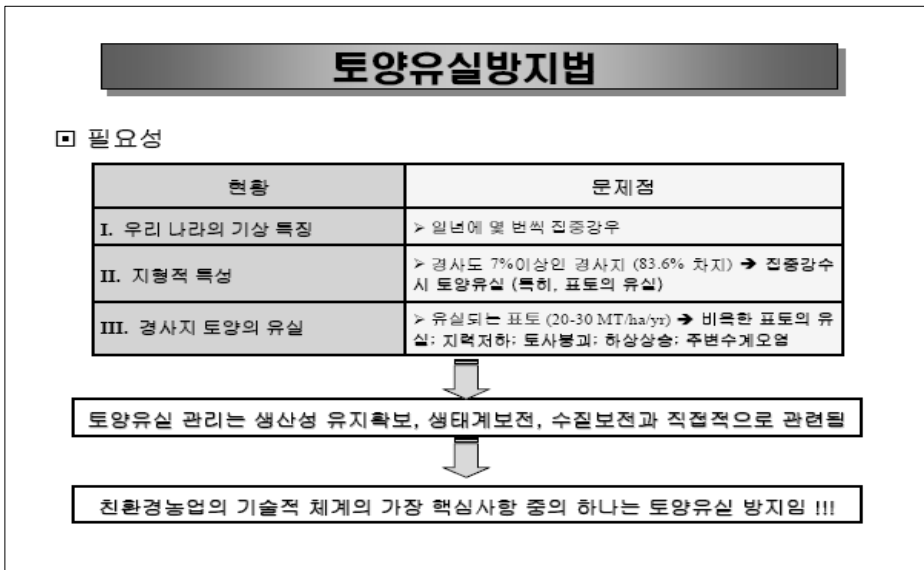 토양유실방지법
▣ 필요성
현황
문제점
I. 우리 나라의 기상 특징
➢ 일년에 몇 번씩 집중강우
II. 지형적 특성
➢ 경사도 7%이상인 경사지 (83.6% 차지) ➔ 집중강수
시 토양유실 (특히, 표토의 유실)
III. 경사지 토양의 유실
➢ 유실되는 표토 (20-30 MT/ha/yr) ➔ 비옥한 표토의 유
실; 지력저하; 토사붕괴; 하상상승; 주변수계오염
토양유실 관리는 생산성 유지확보, 생태계보전, 수질보전과 직접적으로 관련됨
친환경농업의 기술적 체계의 가장 핵심사항 중의 하나는 토양유실 방지임 !!!